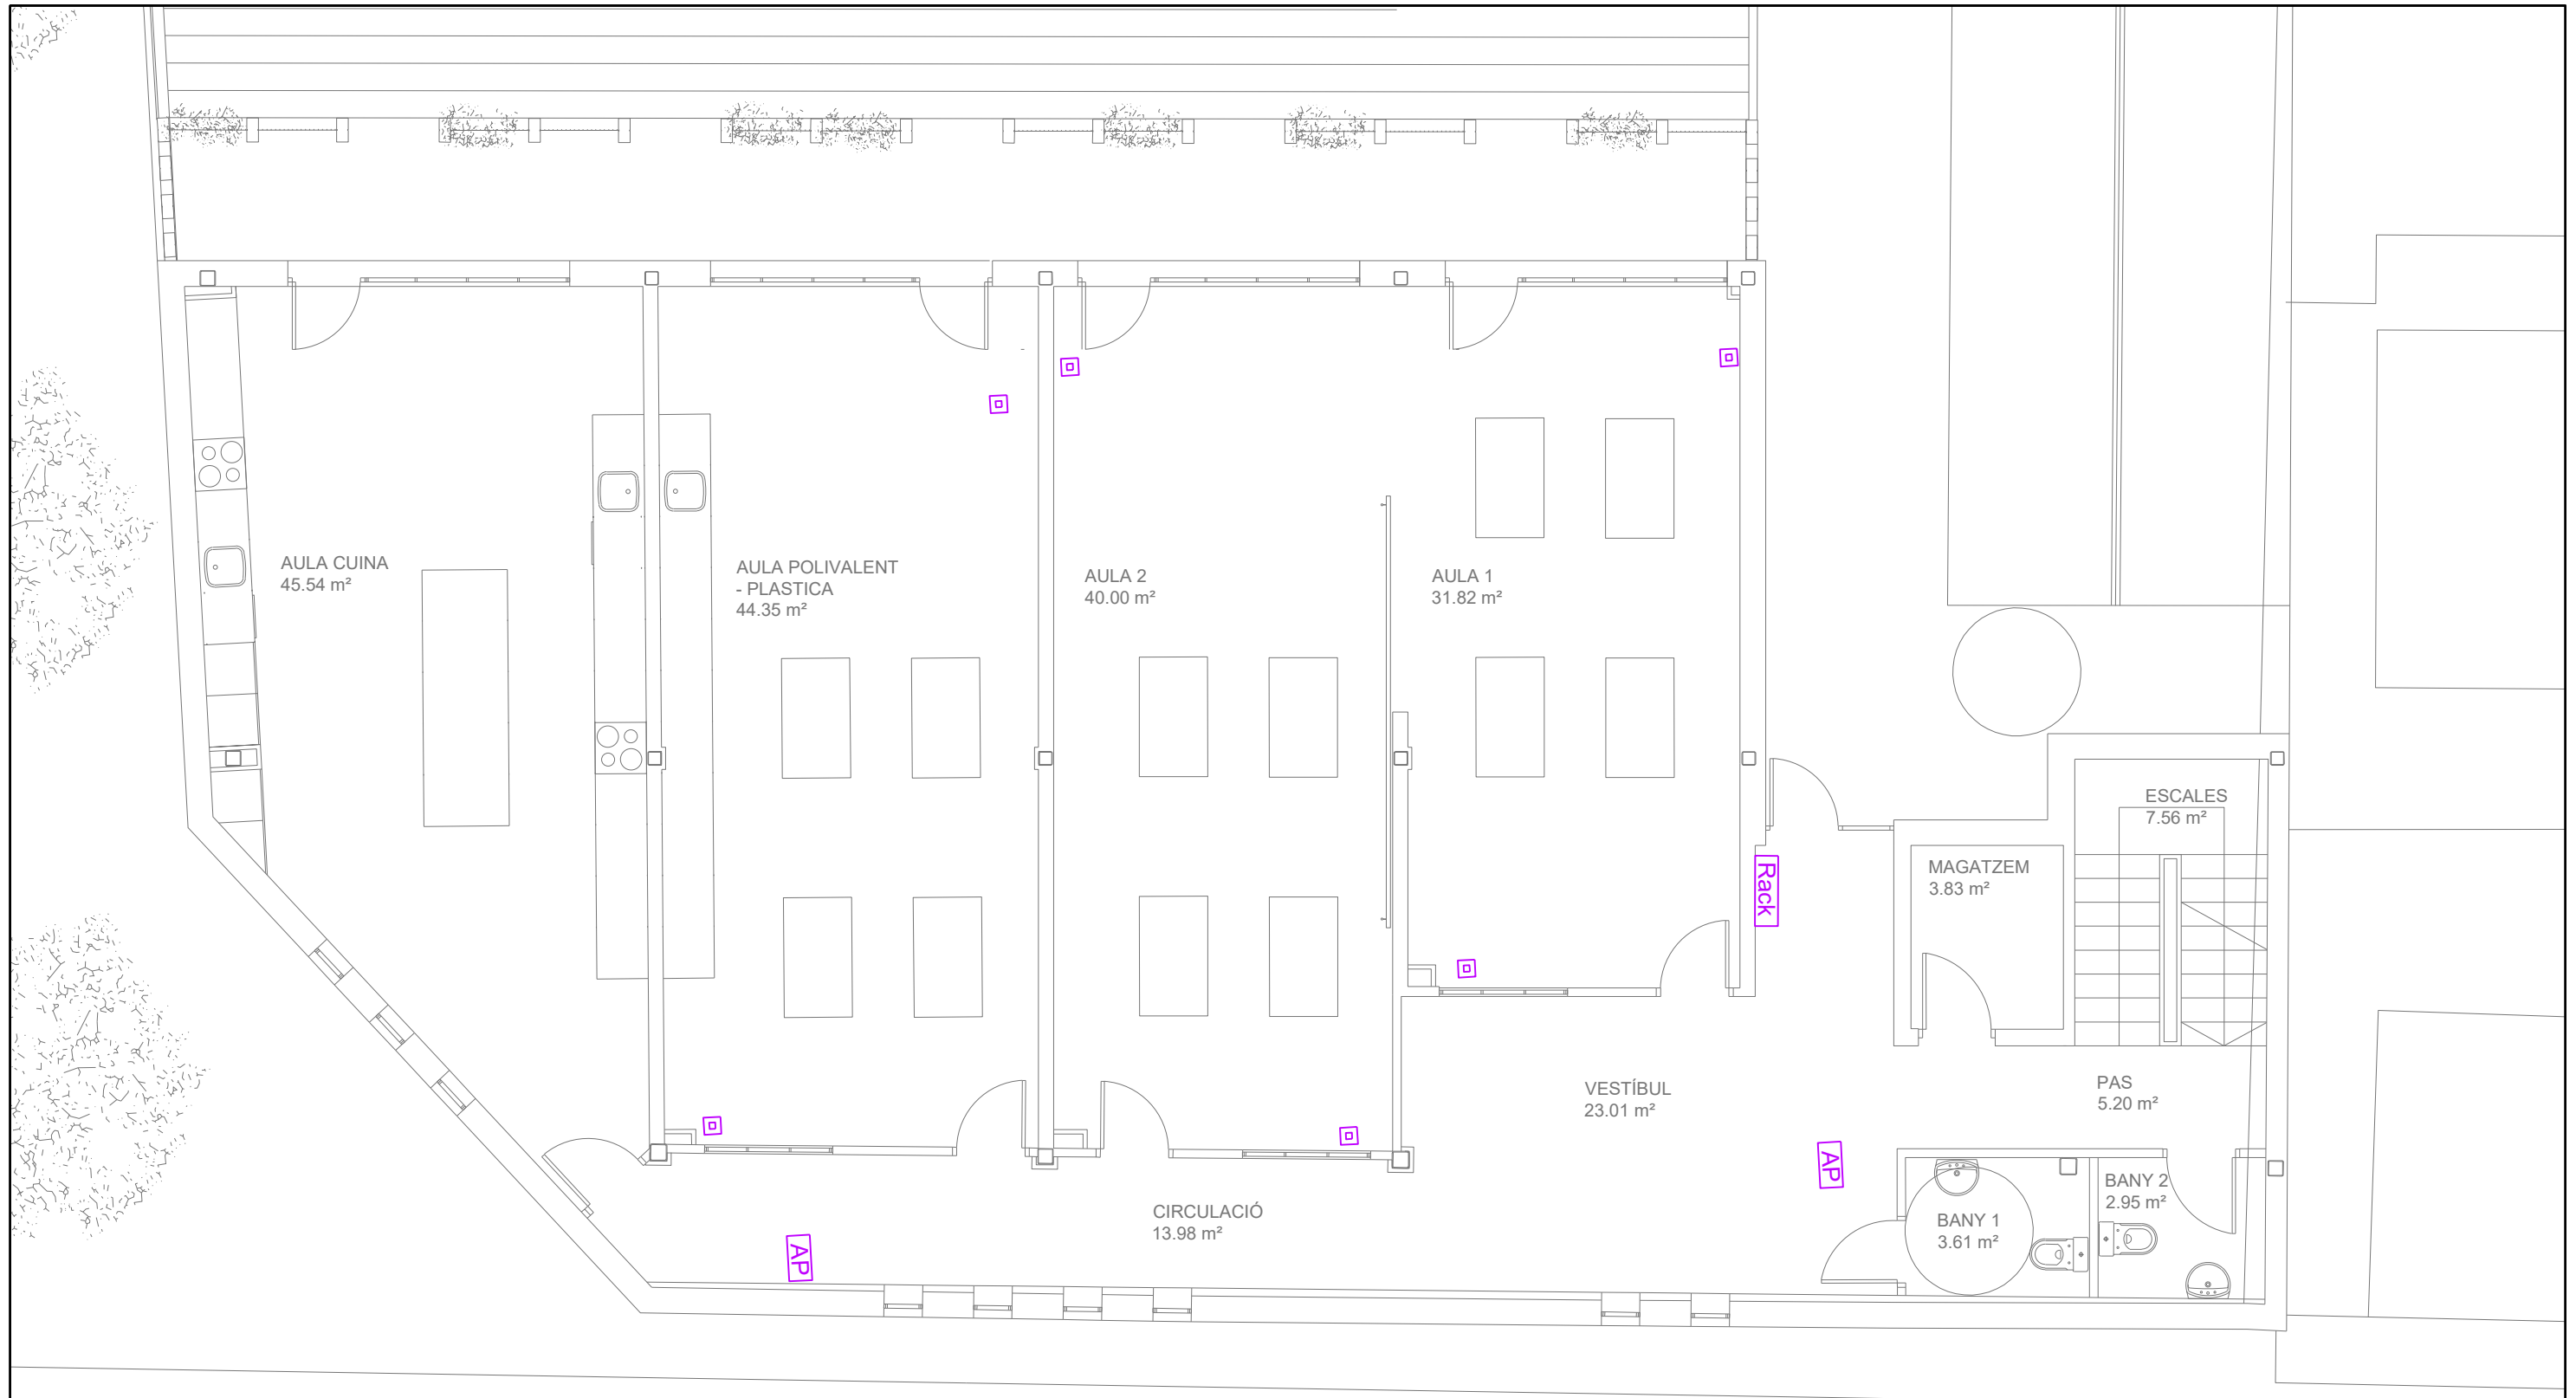 AULA CUINA
45.54 m²
AULA POLIVALENT
- PLASTICA
44.35 m²
AULA 2
40.00 m²
AULA 1
31.82 m²
ESCALES
7.56 m²
MAGATZEM
3.83 m²
Rack
VESTÍBUL
23.01 m²
PAS
5.20 m²
AP
BANY 2
2.95 m²
BANY 1
3.61 m²
CIRCULACIÓ
13.98 m²
AP